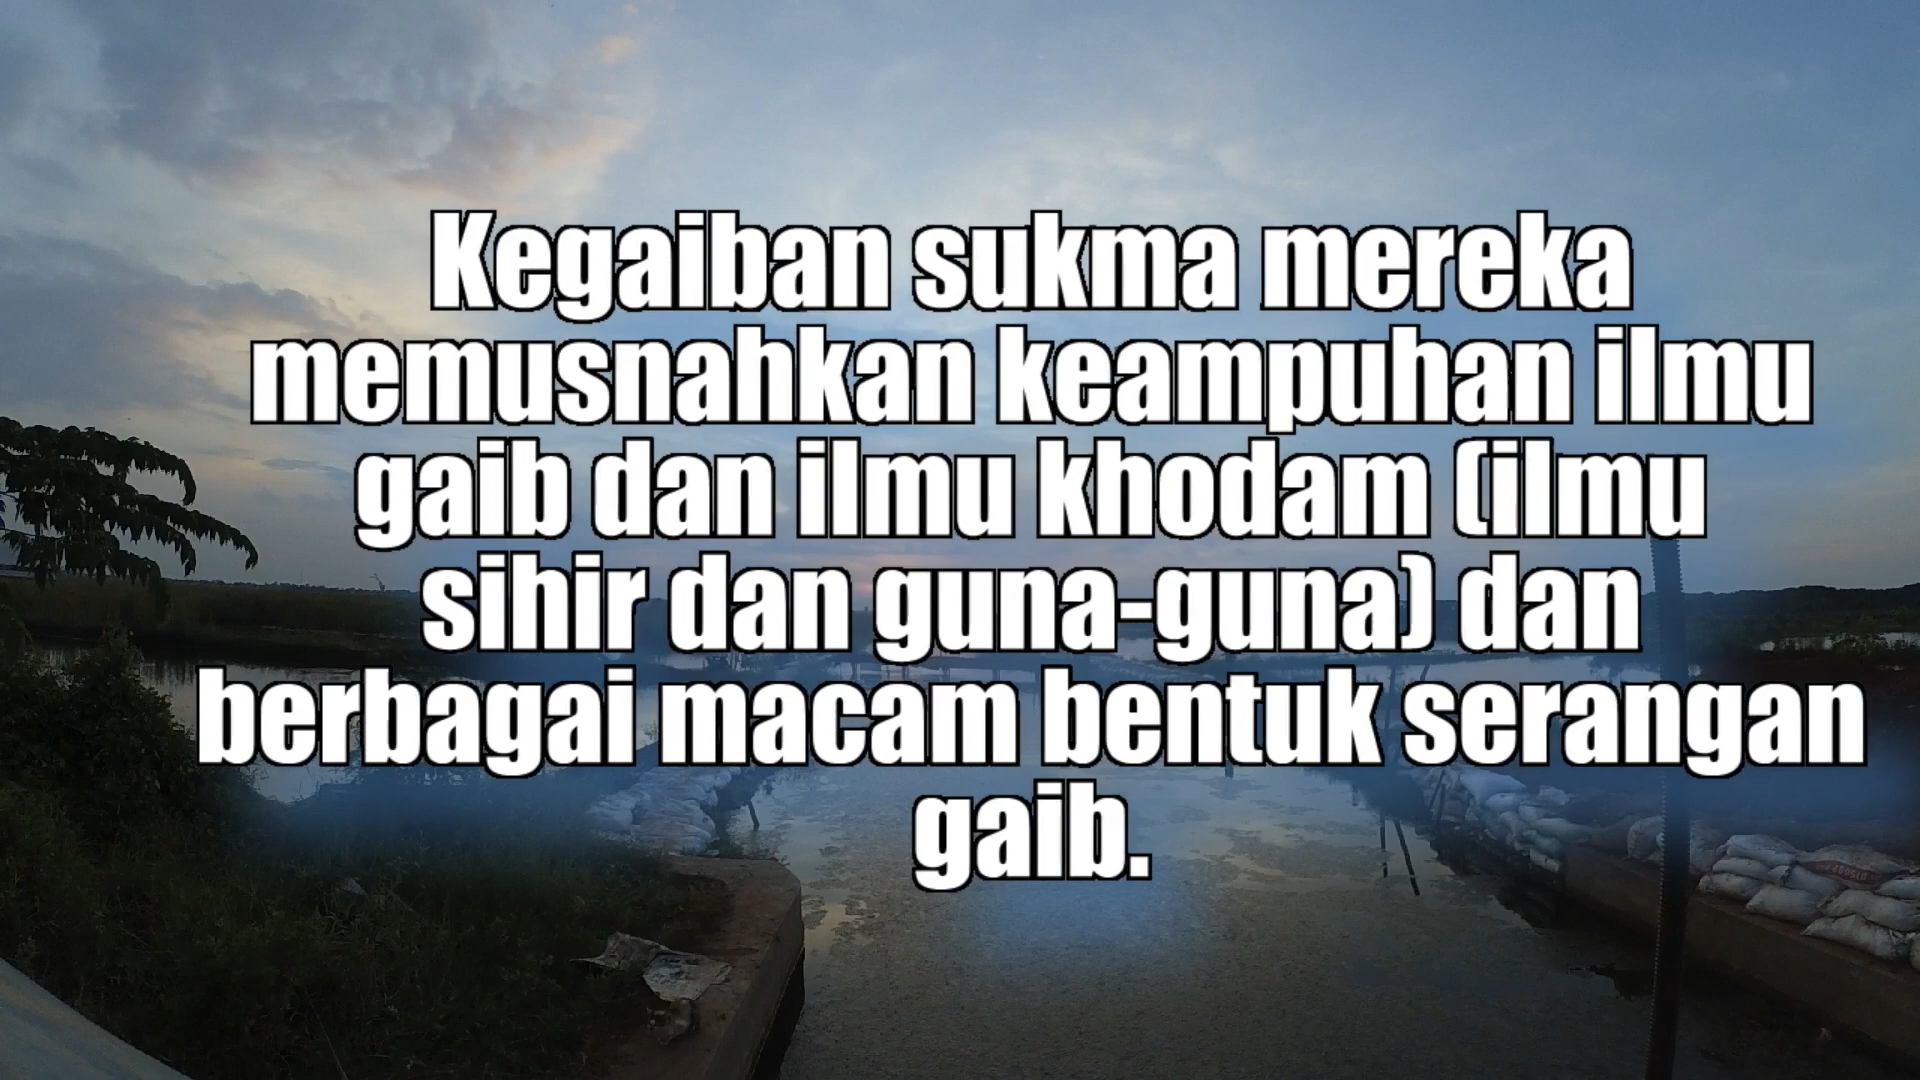 Kegaiban sukma mereka
memusnahkan keampuhan ilmu
gaib dan ilmu khodam (ilmu
sihir dan guna-guna) dan
berbagai macam bentuk serangan
gaib.